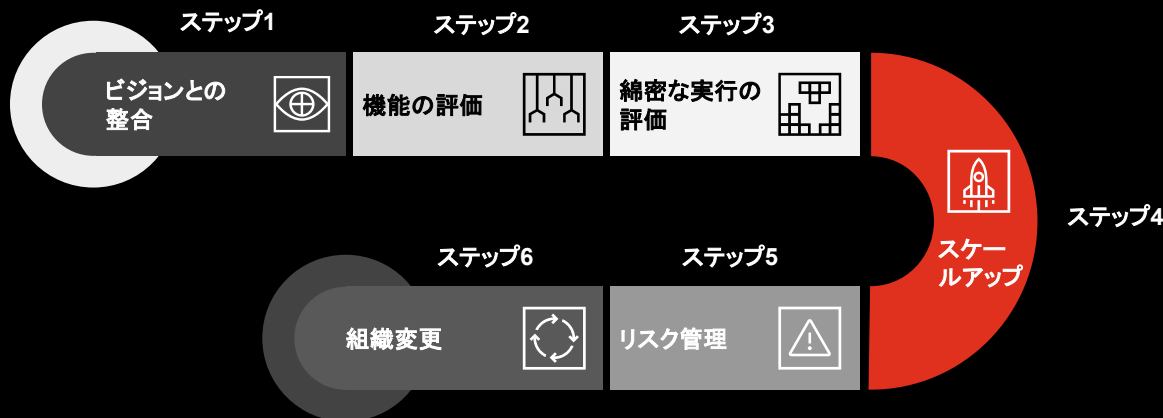 ステップ1
ビジョンとの
整合
ステップ2
機能の評価
ステップ3
綿密な実行の
評価
ステップ4
スケー
ルアップ
ステップ5
リスク管理
ステップ6
組織変更